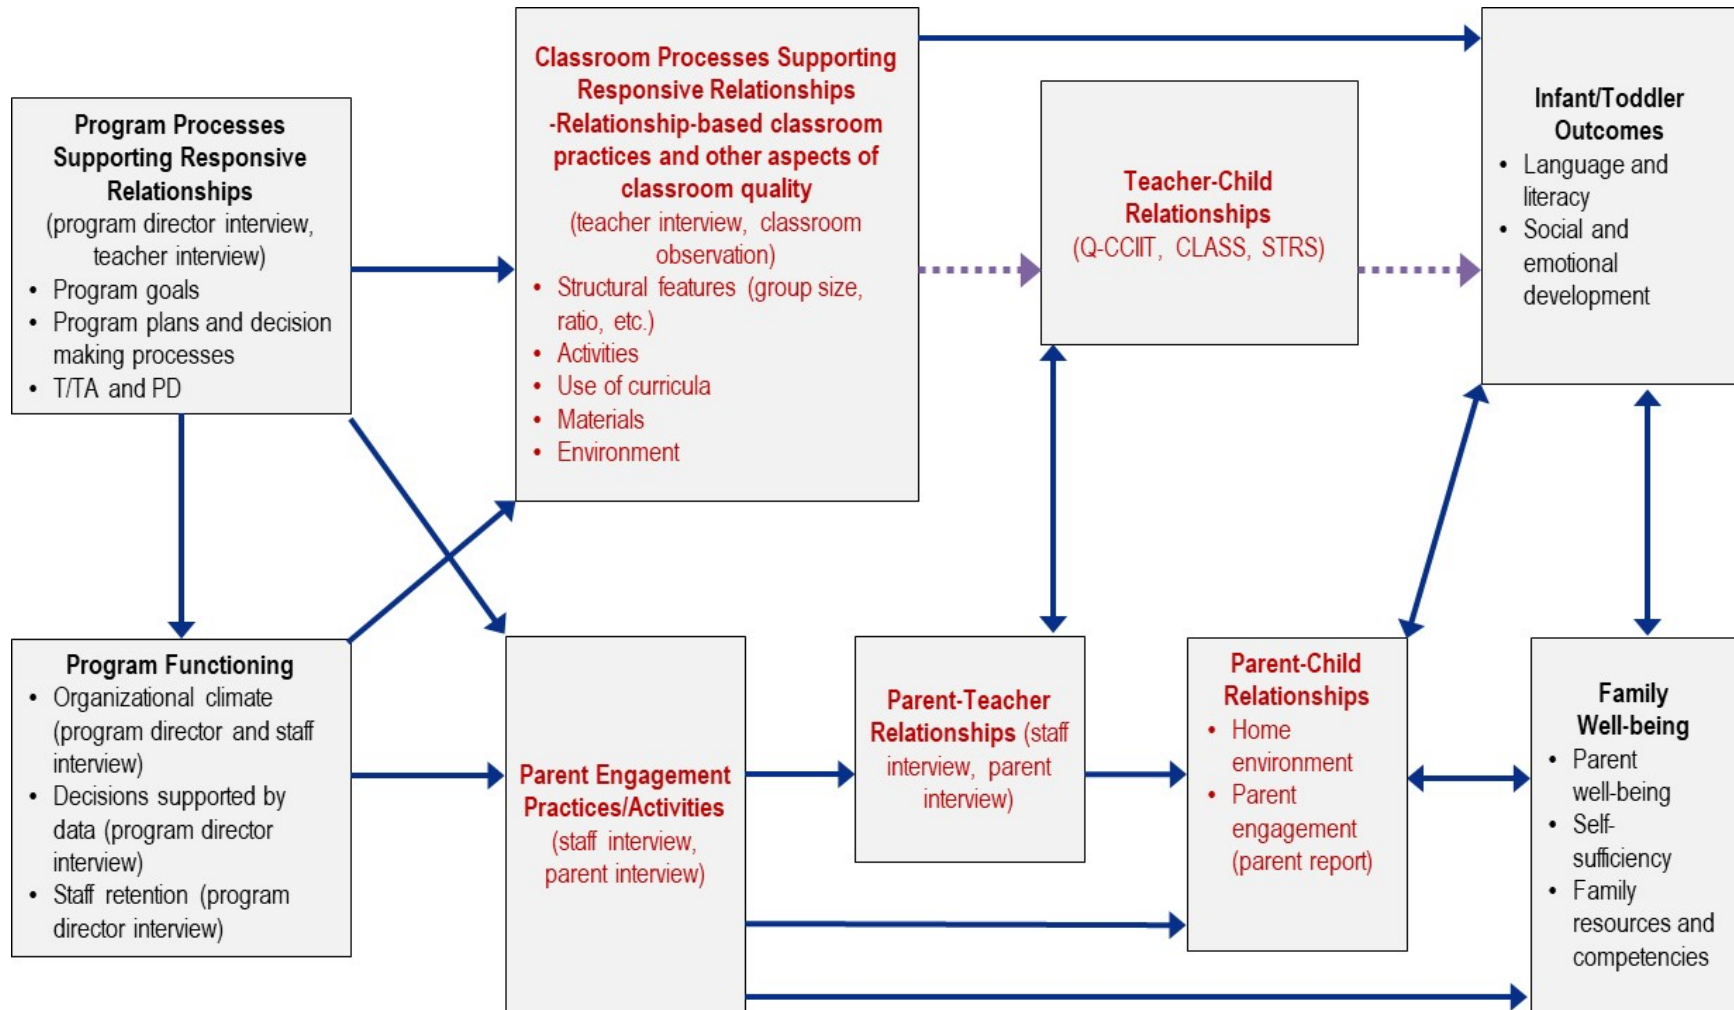 Program Processes
Supporting Responsive
Relationships
(program director interview,
teacher interview)
• Program goals
• Program plans and decision
making processes
• T/TA and PD
Classroom Processes Supporting
Responsive Relationships
-Relationship-based classroom
practices and other aspects of
classroom quality
(teacher interview, classroom
observation)
• Structural features (group size,
ratio, etc.)
• Activities
• Use of curricula
• Materials
• Environment
Teacher-Child
Relationships
(Q-CCIIT, CLASS, STRS)
Infant/Toddler
Outcomes
• Language and
literacy
• Social and
emotional
development
Program Functioning
• Organizational climate
(program director and staff
interview)
• Decisions supported by
data (program director
interview)
• Staff retention (program
director interview)
Parent Engagement
Practices/Activities
(staff interview,
parent interview)
Parent-Teacher
Relationships (staff
interview, parent
interview)
Parent-Child
Relationships
• Home
environment
• Parent
engagement
(parent report)
Family
Well-being
• Parent
well-being
• Self-
sufficiency
• Family
resources and
competencies